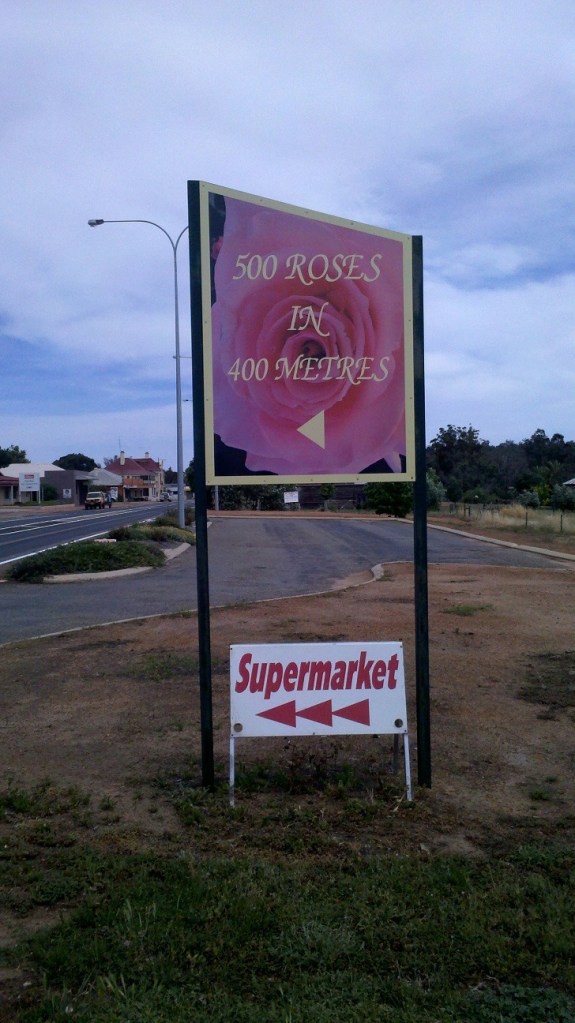 500 ROSES
IN
400 METRES
Supermarket